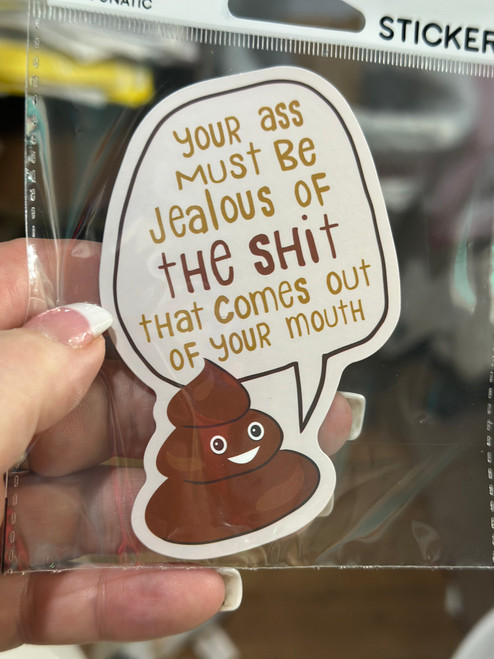 STICKER
YOUR ASS
MUST BE
JEALOUS OF
THE SHIT
THAT COMES OUT
OF YOUR MOUTH